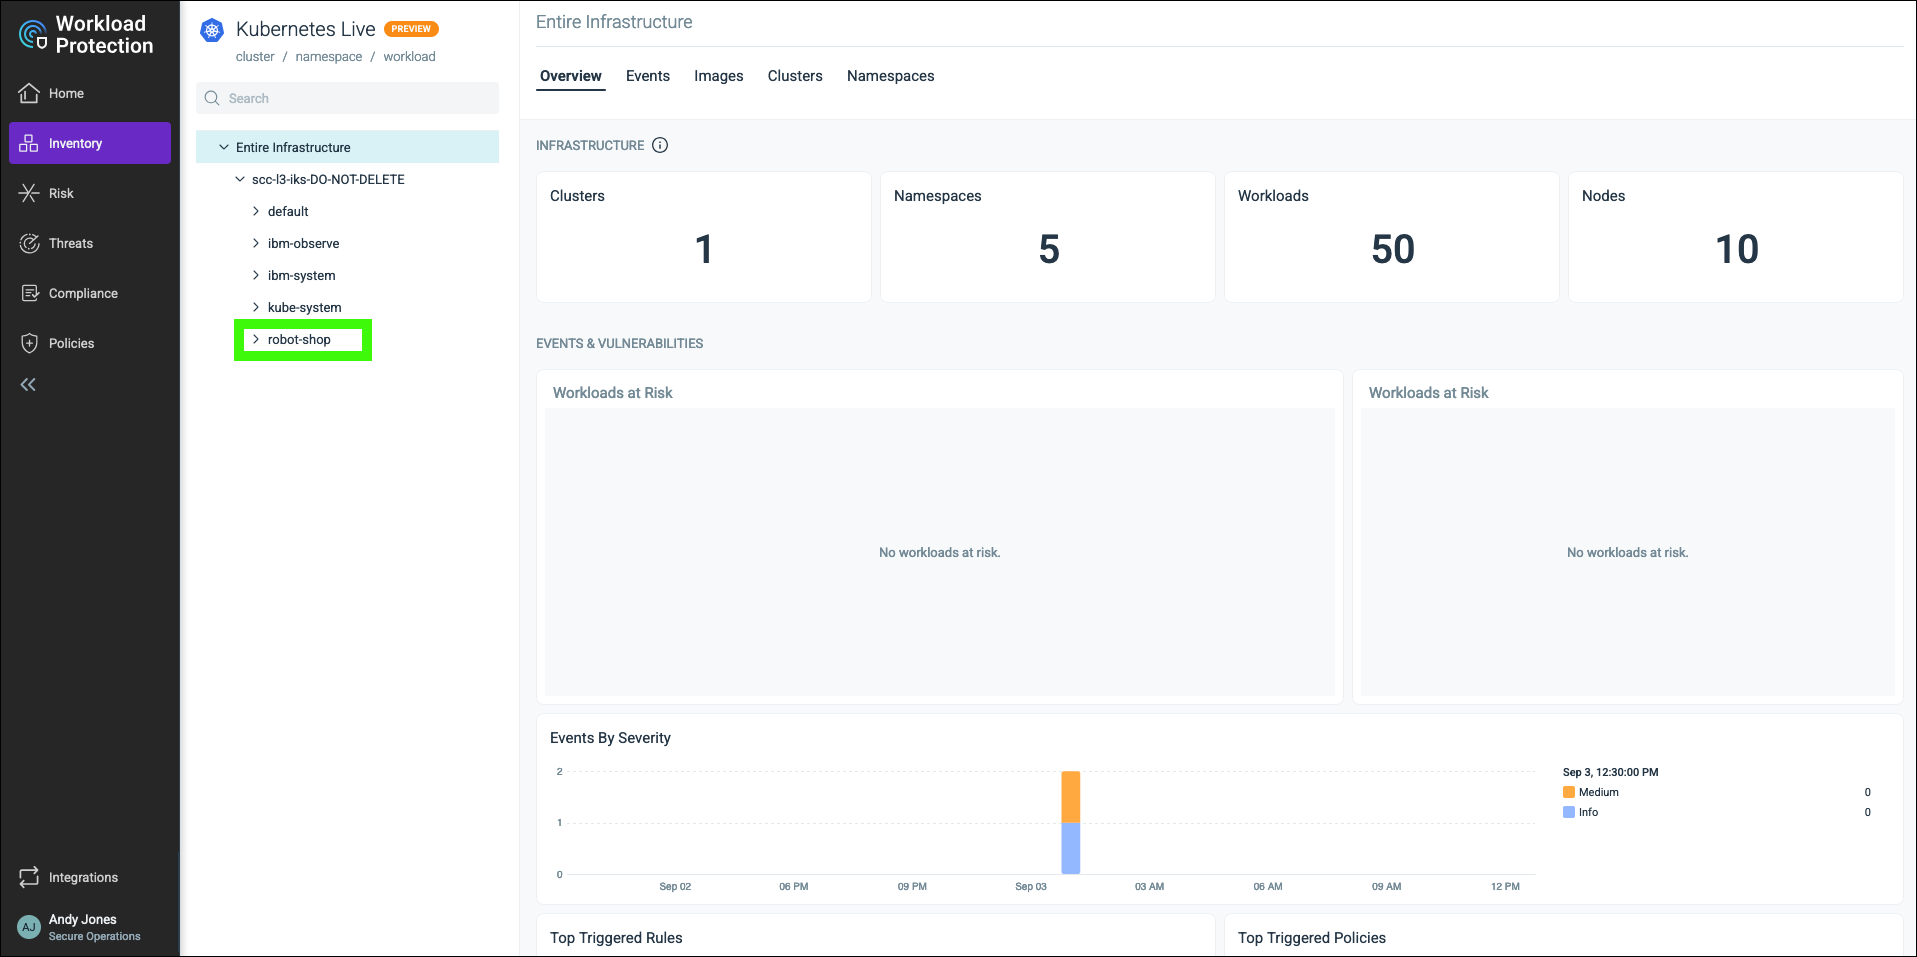 Workload
Protection
Home
Inventory
Risk
Threats
Compliance
Policies
Integrations
AJ
Andy Jones
Secure Operations
Kubernetes Live PREVIEW
cluster / namespace / workload
Search
Entire Infrastructure
scc-l3-iks-DO-NOT-DELETE
default
ibm-observe
ibm-system
kube-system
robot-shop
Entire Infrastructure
Overview Events Images Clusters Namespaces
INFRASTRUCTURE
Clusters
1
Namespaces
5
Workloads
50
Nodes
10
EVENTS & VULNERABILITIES
Workloads at Risk
No workloads at risk.
Workloads at Risk
No workloads at risk.
Events By Severity
2
1
0
Sep 02 06 PM 09 PM Sep 03 03 AM 06 AM 09 AM 12 PM
Sep 3, 12:30:00 PM
Medium 0
Info 0
Top Triggered Rules
Top Triggered Policies